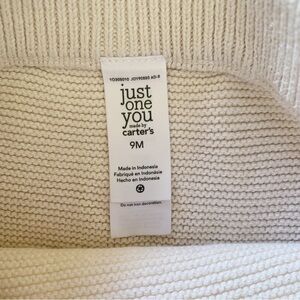 just
one
you
made by
carter's
9M
Made in Indonesia
Fabriqué en Indonésie
Hecho en Indonesia